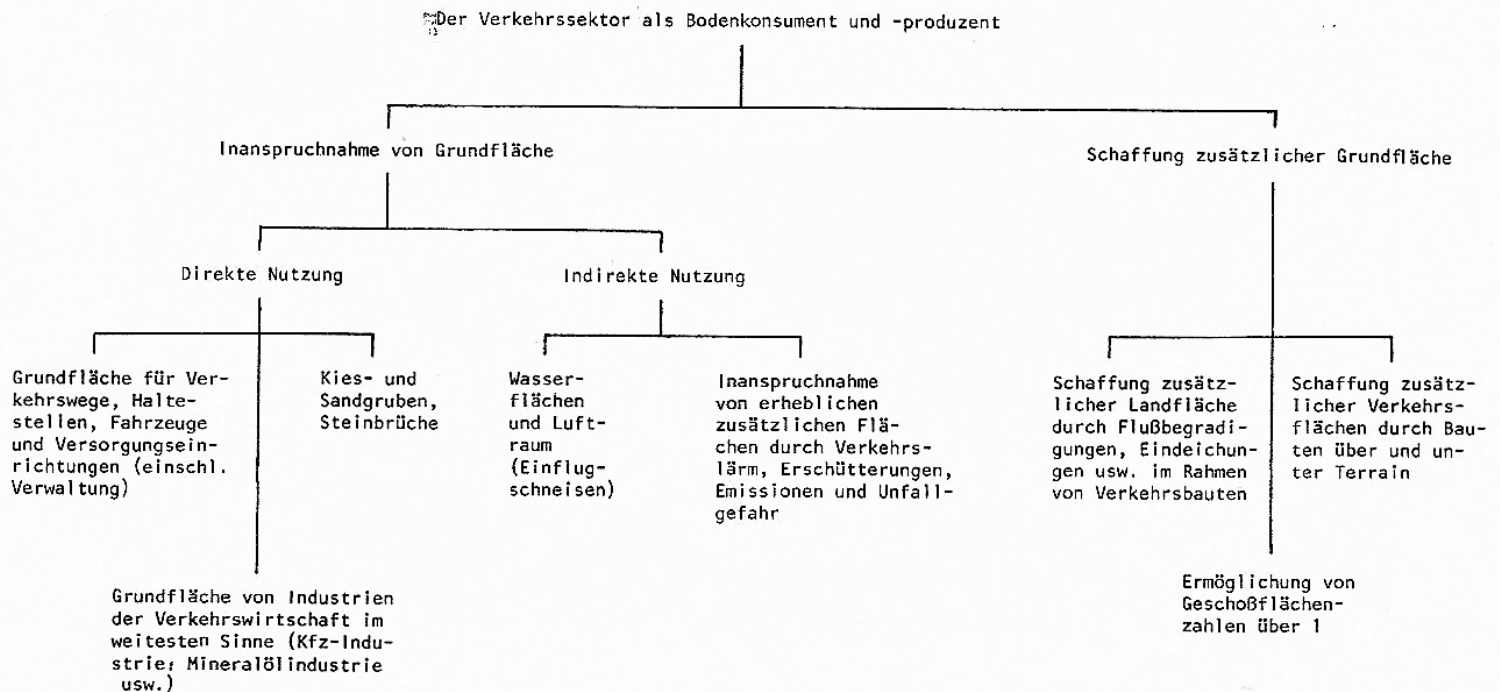 Der Verkehrssektor als Bodenkonsument und -produzent
Inanspruchnahme von Grundfläche
Schaffung zusätzlicher Grundfläche
Direkte Nutzung
Indirekte Nutzung
Grundfläche für Ver-
kehrswege, Halte-
stellen, Fahrzeuge
und Versorgungsein-
richtungen (einschl.
Verwaltung)
Kies- und
Sandgruben,
Steinbrüche
Wasser-
flächen
und Luft-
raum
(Einflug-
schneisen)
Inanspruchnahme
von erheblichen
zusätzlichen Flä-
chen durch Verkehrs-
lärm, Erschütterungen,
Emissionen und Unfall-
gefahr
Schaffung zusätz-
licher Landfläche
durch Flußbegradi-
gungen, Eindeichun-
gen usw. im Rahmen
von Verkehrsbauten
Schaffung zusätz-
licher Verkehrs-
flächen durch Bau-
ten über und un-
ter Terrain
Grundfläche von Industrien
der Verkehrswirtschaft im
weitesten Sinne (Kfz-Indu-
strie, Mineralölindustrie
usw.)
Ermöglichung von
Geschoßflächen-
zahlen über 1